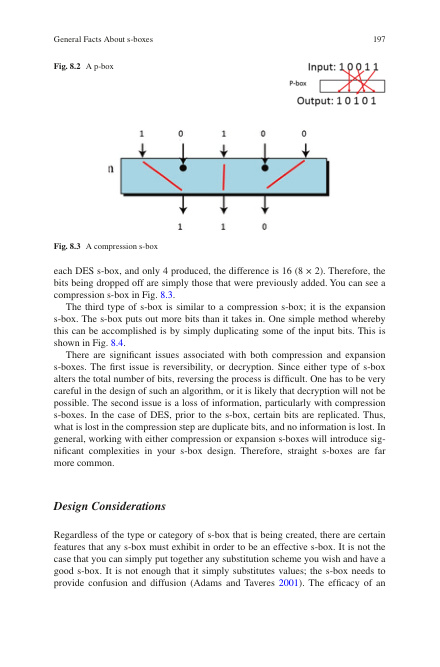 General Facts About s-boxes 197
Fig. 8.2 A p-box
Input: 1 0 0 1 1
P-box
Output: 1 0 1 0 1
1 0 1 0 0
n
1 1 0
Fig. 8.3 A compression s-box
each DES s-box, and only 4 produced, the difference is 16 (8 × 2). Therefore, the
bits being dropped off are simply those that were previously added. You can see a
compression s-box in Fig. 8.3.
The third type of s-box is similar to a compression s-box; it is the expansion
s-box. The s-box puts out more bits than it takes in. One simple method whereby
this can be accomplished is by simply duplicating some of the input bits. This is
shown in Fig. 8.4.
There are significant issues associated with both compression and expansion
s-boxes. The first issue is reversibility, or decryption. Since either type of s-box
alters the total number of bits, reversing the process is difficult. One has to be very
careful in the design of such an algorithm, or it is likely that decryption will not be
possible. The second issue is a loss of information, particularly with compression
s-boxes. In the case of DES, prior to the s-box, certain bits are replicated. Thus,
what is lost in the compression step are duplicate bits, and no information is lost. In
general, working with either compression or expansion s-boxes will introduce sig-
nificant complexities in your s-box design. Therefore, straight s-boxes are far
more common.
Design Considerations
Regardless of the type or category of s-box that is being created, there are certain
features that any s-box must exhibit in order to be an effective s-box. It is not the
case that you can simply put together any substitution scheme you wish and have a
good s-box. It is not enough that it simply substitutes values; the s-box needs to
provide confusion and diffusion (Adams and Taveres 2001). The efficacy of an